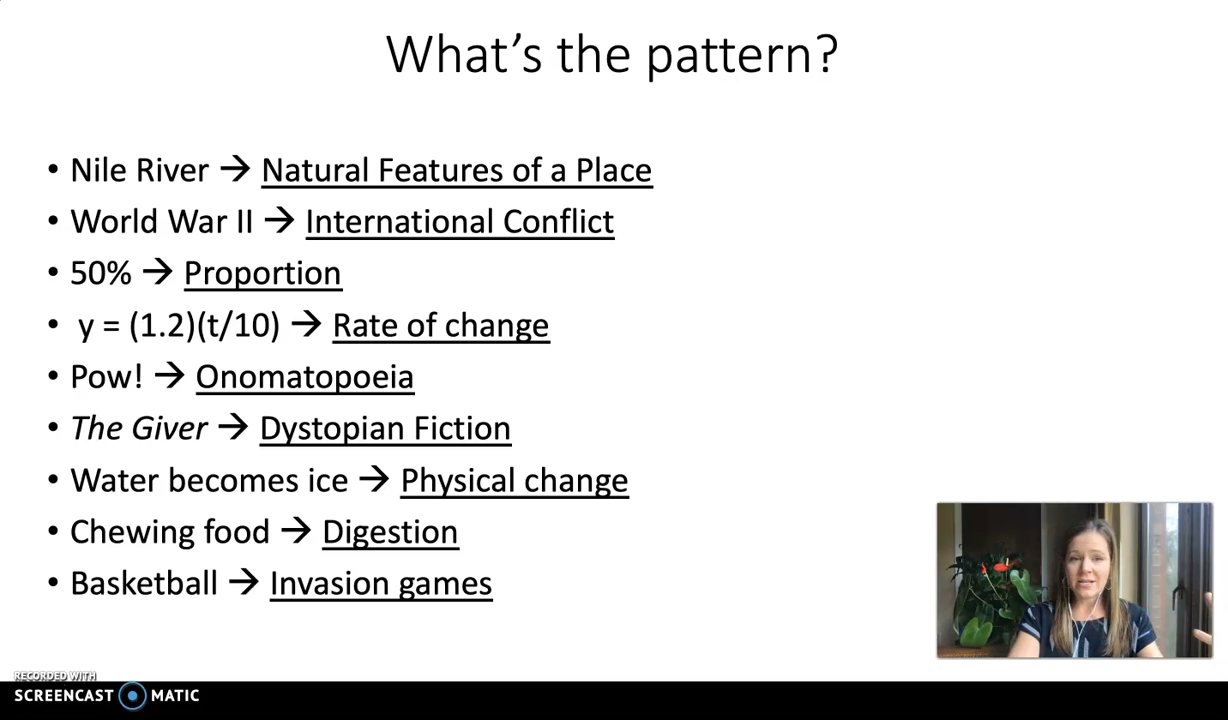 What's the pattern?
• Nile River → Natural Features of a Place
• World War II → International Conflict
• 50% → Proportion
• y = (1.2)(t/10) → Rate of change
• Pow! → Onomatopoeia
• The Giver → Dystopian Fiction
• Water becomes ice → Physical change
• Chewing food → Digestion
• Basketball → Invasion games
RECORDED WITH
SCREENCAST MATIC